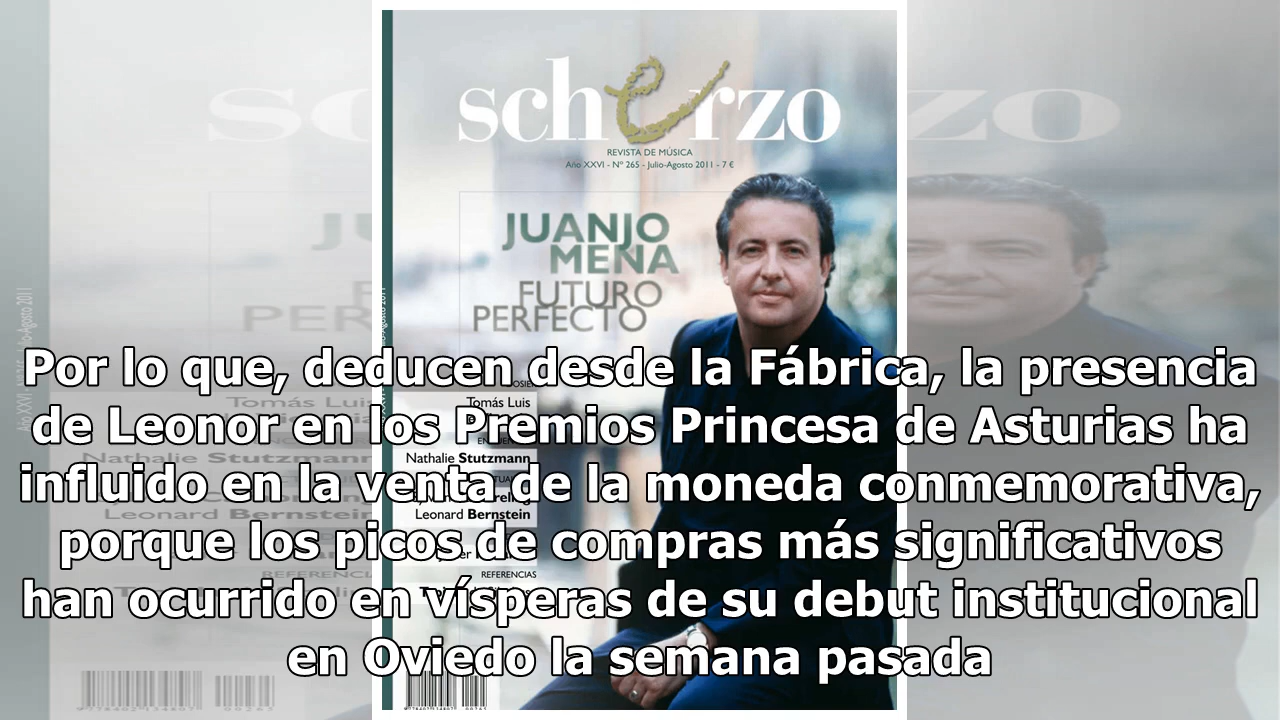 scherzo
REVISTA DE MÚSICA
Año XXVI - Nº 265 - Julio-Agosto 2011 - 7 €
JUANJO
MENA
FUTURO
PERFECTO
Por lo que, deducen desde la Fábrica, la presencia
de Leonor en los Premios Princesa de Asturias ha
influido en la venta de la moneda conmemorativa,
porque los picos de compras más significativos
han ocurrido en vísperas de su debut institucional
en Oviedo la semana pasada
DOSIER
Tomás Luis
Nathalie Stutzmann
Leonard Bernstein
REFERENCIAS